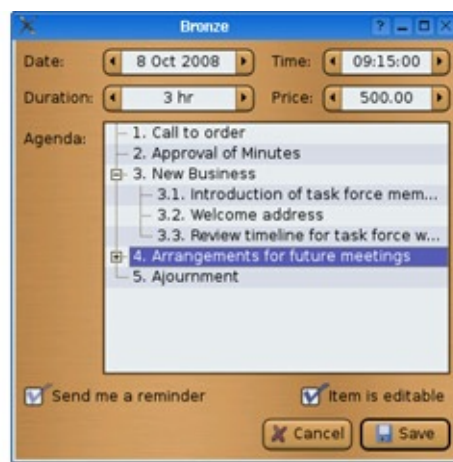 Bronze
Date: 8 Oct 2008 Time: 09:15:00
Duration: 3 hr Price: 500.00
Agenda:
1. Call to order
2. Approval of Minutes
3. New Business
3.1. Introduction of task force mem...
3.2. Welcome address
3.3. Review timeline for task force w...
4. Arrangements for future meetings
5. Ajournment
Send me a reminder Item is editable
Cancel Save